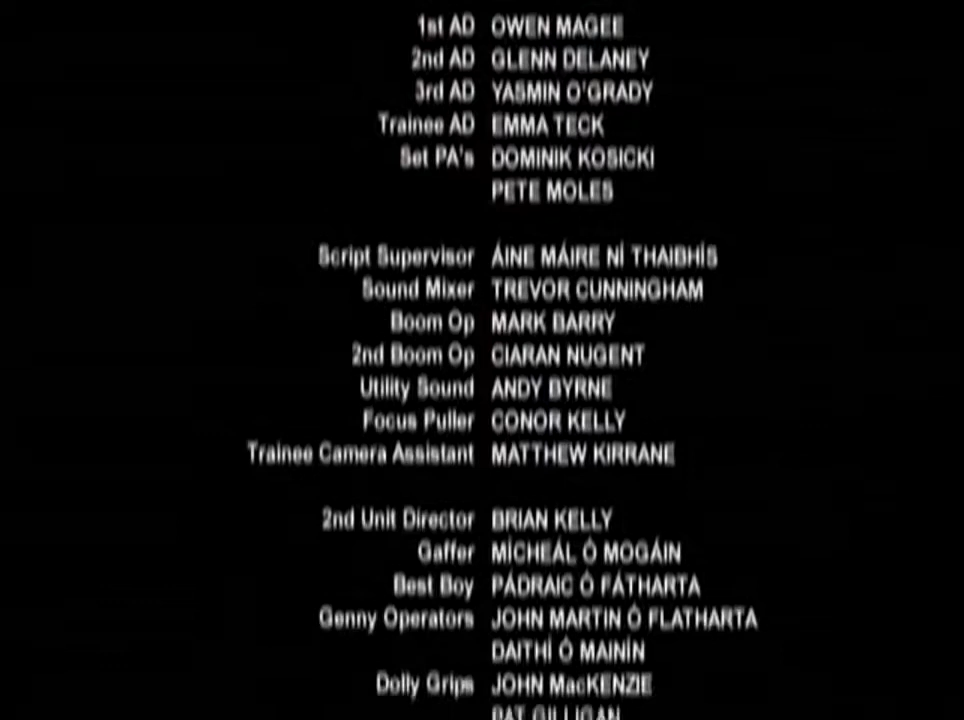 1st AD OWEN MAGEE
2nd AD GLENN DELANEY
3rd AD YASMIN O'GRADY
Trainee AD EMMA TECK
Set PA's DOMINIK KOSICKI
PETE MOLES
Script Supervisor ÁINE MÁIRE NÍ THAIBHÍS
Sound Mixer TREVOR CUNNINGHAM
Boom Op MARK BARRY
2nd Boom Op CIARAN NUGENT
Utility Sound ANDY BYRNE
Focus Puller CONOR KELLY
Trainee Camera Assistant MATTHEW KIRRANE
2nd Unit Director BRIAN KELLY
Gaffer MÍCHEÁL Ó MOGÁIN
Best Boy PÁDRAIC Ó FÁTHARTA
Genny Operators JOHN MARTIN Ó FLATHARTA
DAITHÍ Ó MAINÍN
Dolly Grips JOHN MacKENZIE
PAT GILLIGAN